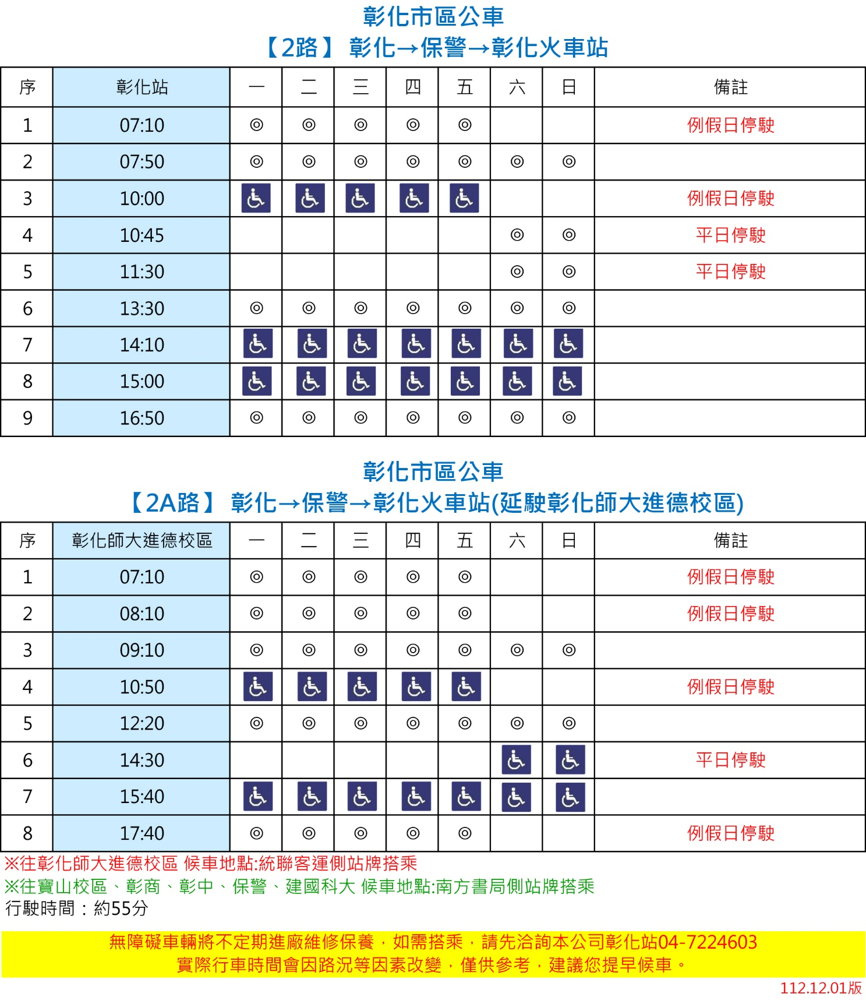 彰化市區公車
【2路】 彰化→保警→彰化火車站
序 彰化站 一 二 三 四 五 六 日 備註
1 07:10 ◎ ◎ ◎ ◎ ◎ 例假日停駛
2 07:50 ◎ ◎ ◎ ◎ ◎ ◎ ◎
3 10:00 例假日停駛
4 10:45 ◎ ◎ 平日停駛
5 11:30 ◎ ◎ 平日停駛
6 13:30 ◎ ◎ ◎ ◎ ◎ ◎ ◎
7 14:10
8 15:00
9 16:50 ◎ ◎ ◎ ◎ ◎ ◎ ◎
彰化市區公車
【2A路】 彰化→保警→彰化火車站(延駛彰化師大進德校區)
序 彰化師大進德校區 一 二 三 四 五 六 日 備註
1 07:10 ◎ ◎ ◎ ◎ ◎ 例假日停駛
2 08:10 ◎ ◎ ◎ ◎ ◎ 例假日停駛
3 09:10 ◎ ◎ ◎ ◎ ◎ ◎ ◎
4 10:50 例假日停駛
5 12:20 ◎ ◎ ◎ ◎ ◎ ◎ ◎
6 14:30 平日停駛
7 15:40
8 17:40 ◎ ◎ ◎ ◎ ◎ 例假日停駛
※往彰化師大進德校區 候車地點:統聯客運側站牌搭乘
※往寶山校區、彰商、彰中、保警、建國科大 候車地點:南方書局側站牌搭乘
行駛時間：約55分
無障礙車輛將不定期進廠維修保養，如需搭乘，請先洽詢本公司彰化站04-7224603
實際行車時間會因路況等因素改變，僅供參考，建議您提早候車。
112.12.01版